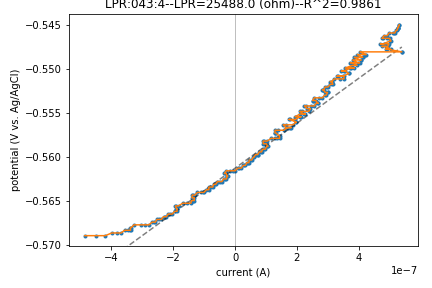 LPR:043:4--LPR=25488.0 (ohm)--R^2=0.9861
potential (V vs. Ag/AgCl)
−0.545
−0.550
−0.555
−0.560
−0.565
−0.570
−4 −2 0 2 4
1e−7
current (A)